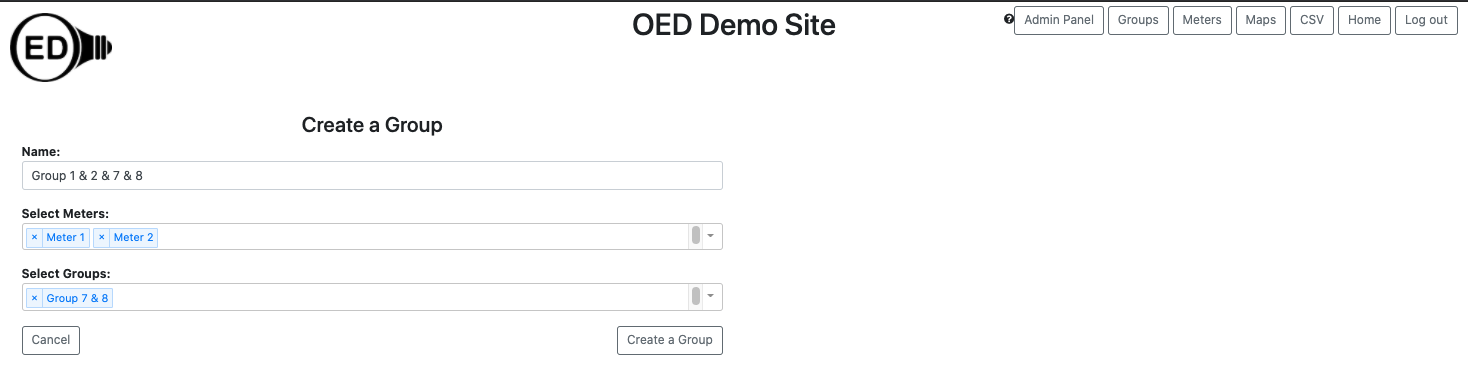 ED
OED Demo Site
? Admin Panel Groups Meters Maps CSV Home Log out
Create a Group
Name:
Group 1 & 2 & 7 & 8
Select Meters:
× Meter 1 × Meter 2
Select Groups:
× Group 7 & 8
Cancel Create a Group